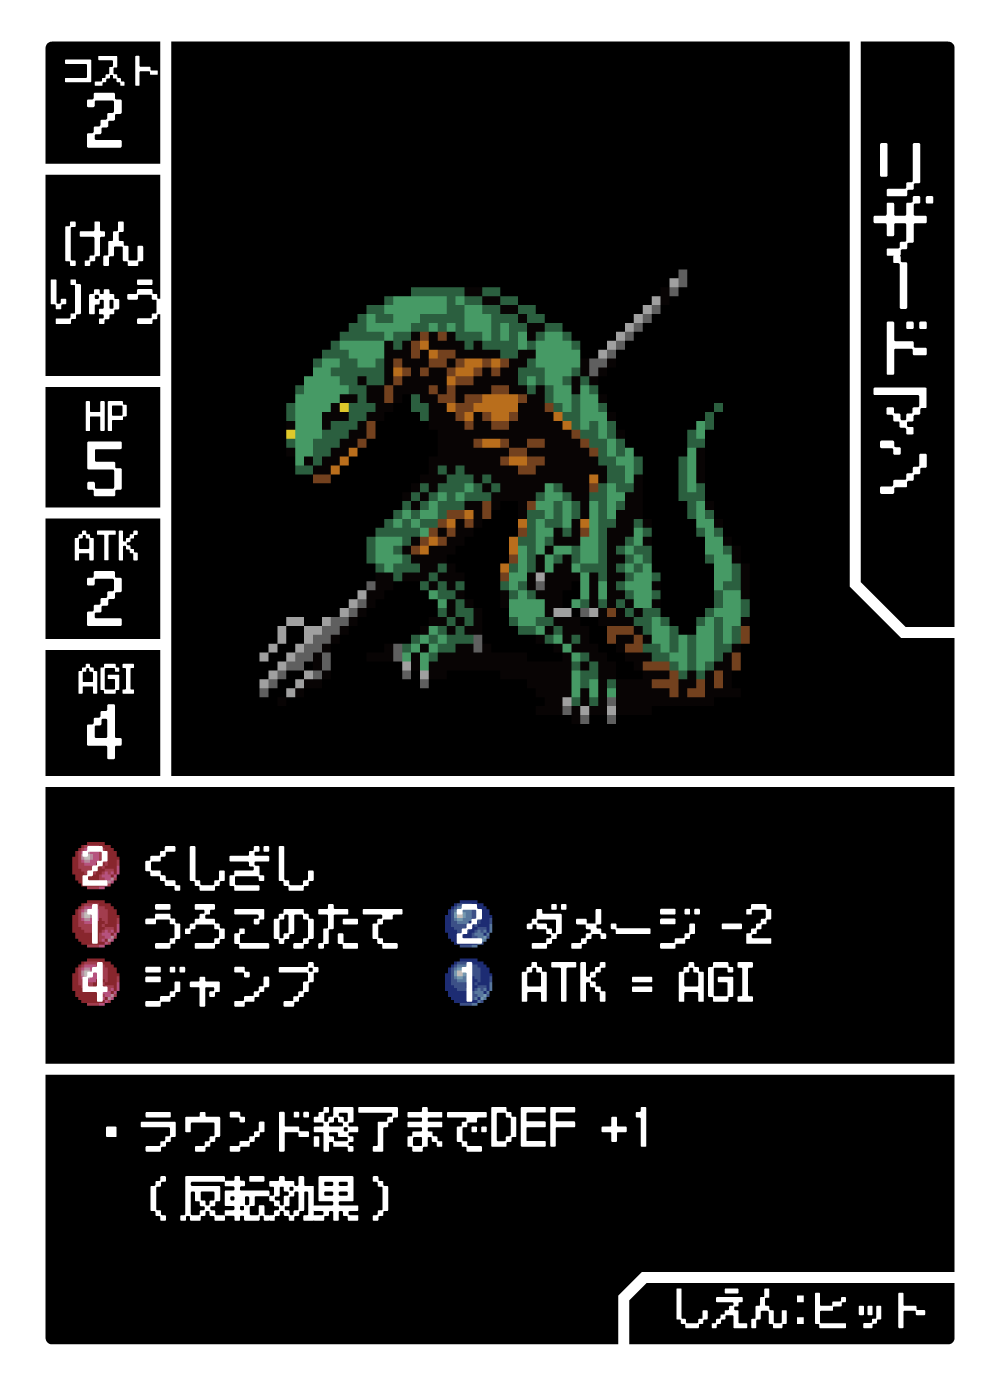 コスト
2
けん
りゅう
HP
5
ATK
2
AGI
4
リザードマン
2 くしざし
1 うろこのたて 2 ダメージ -2
4 ジャンプ 1 ATK = AGI
・ラウンド終了までDEF +1
(反転効果)
しえん:ヒット